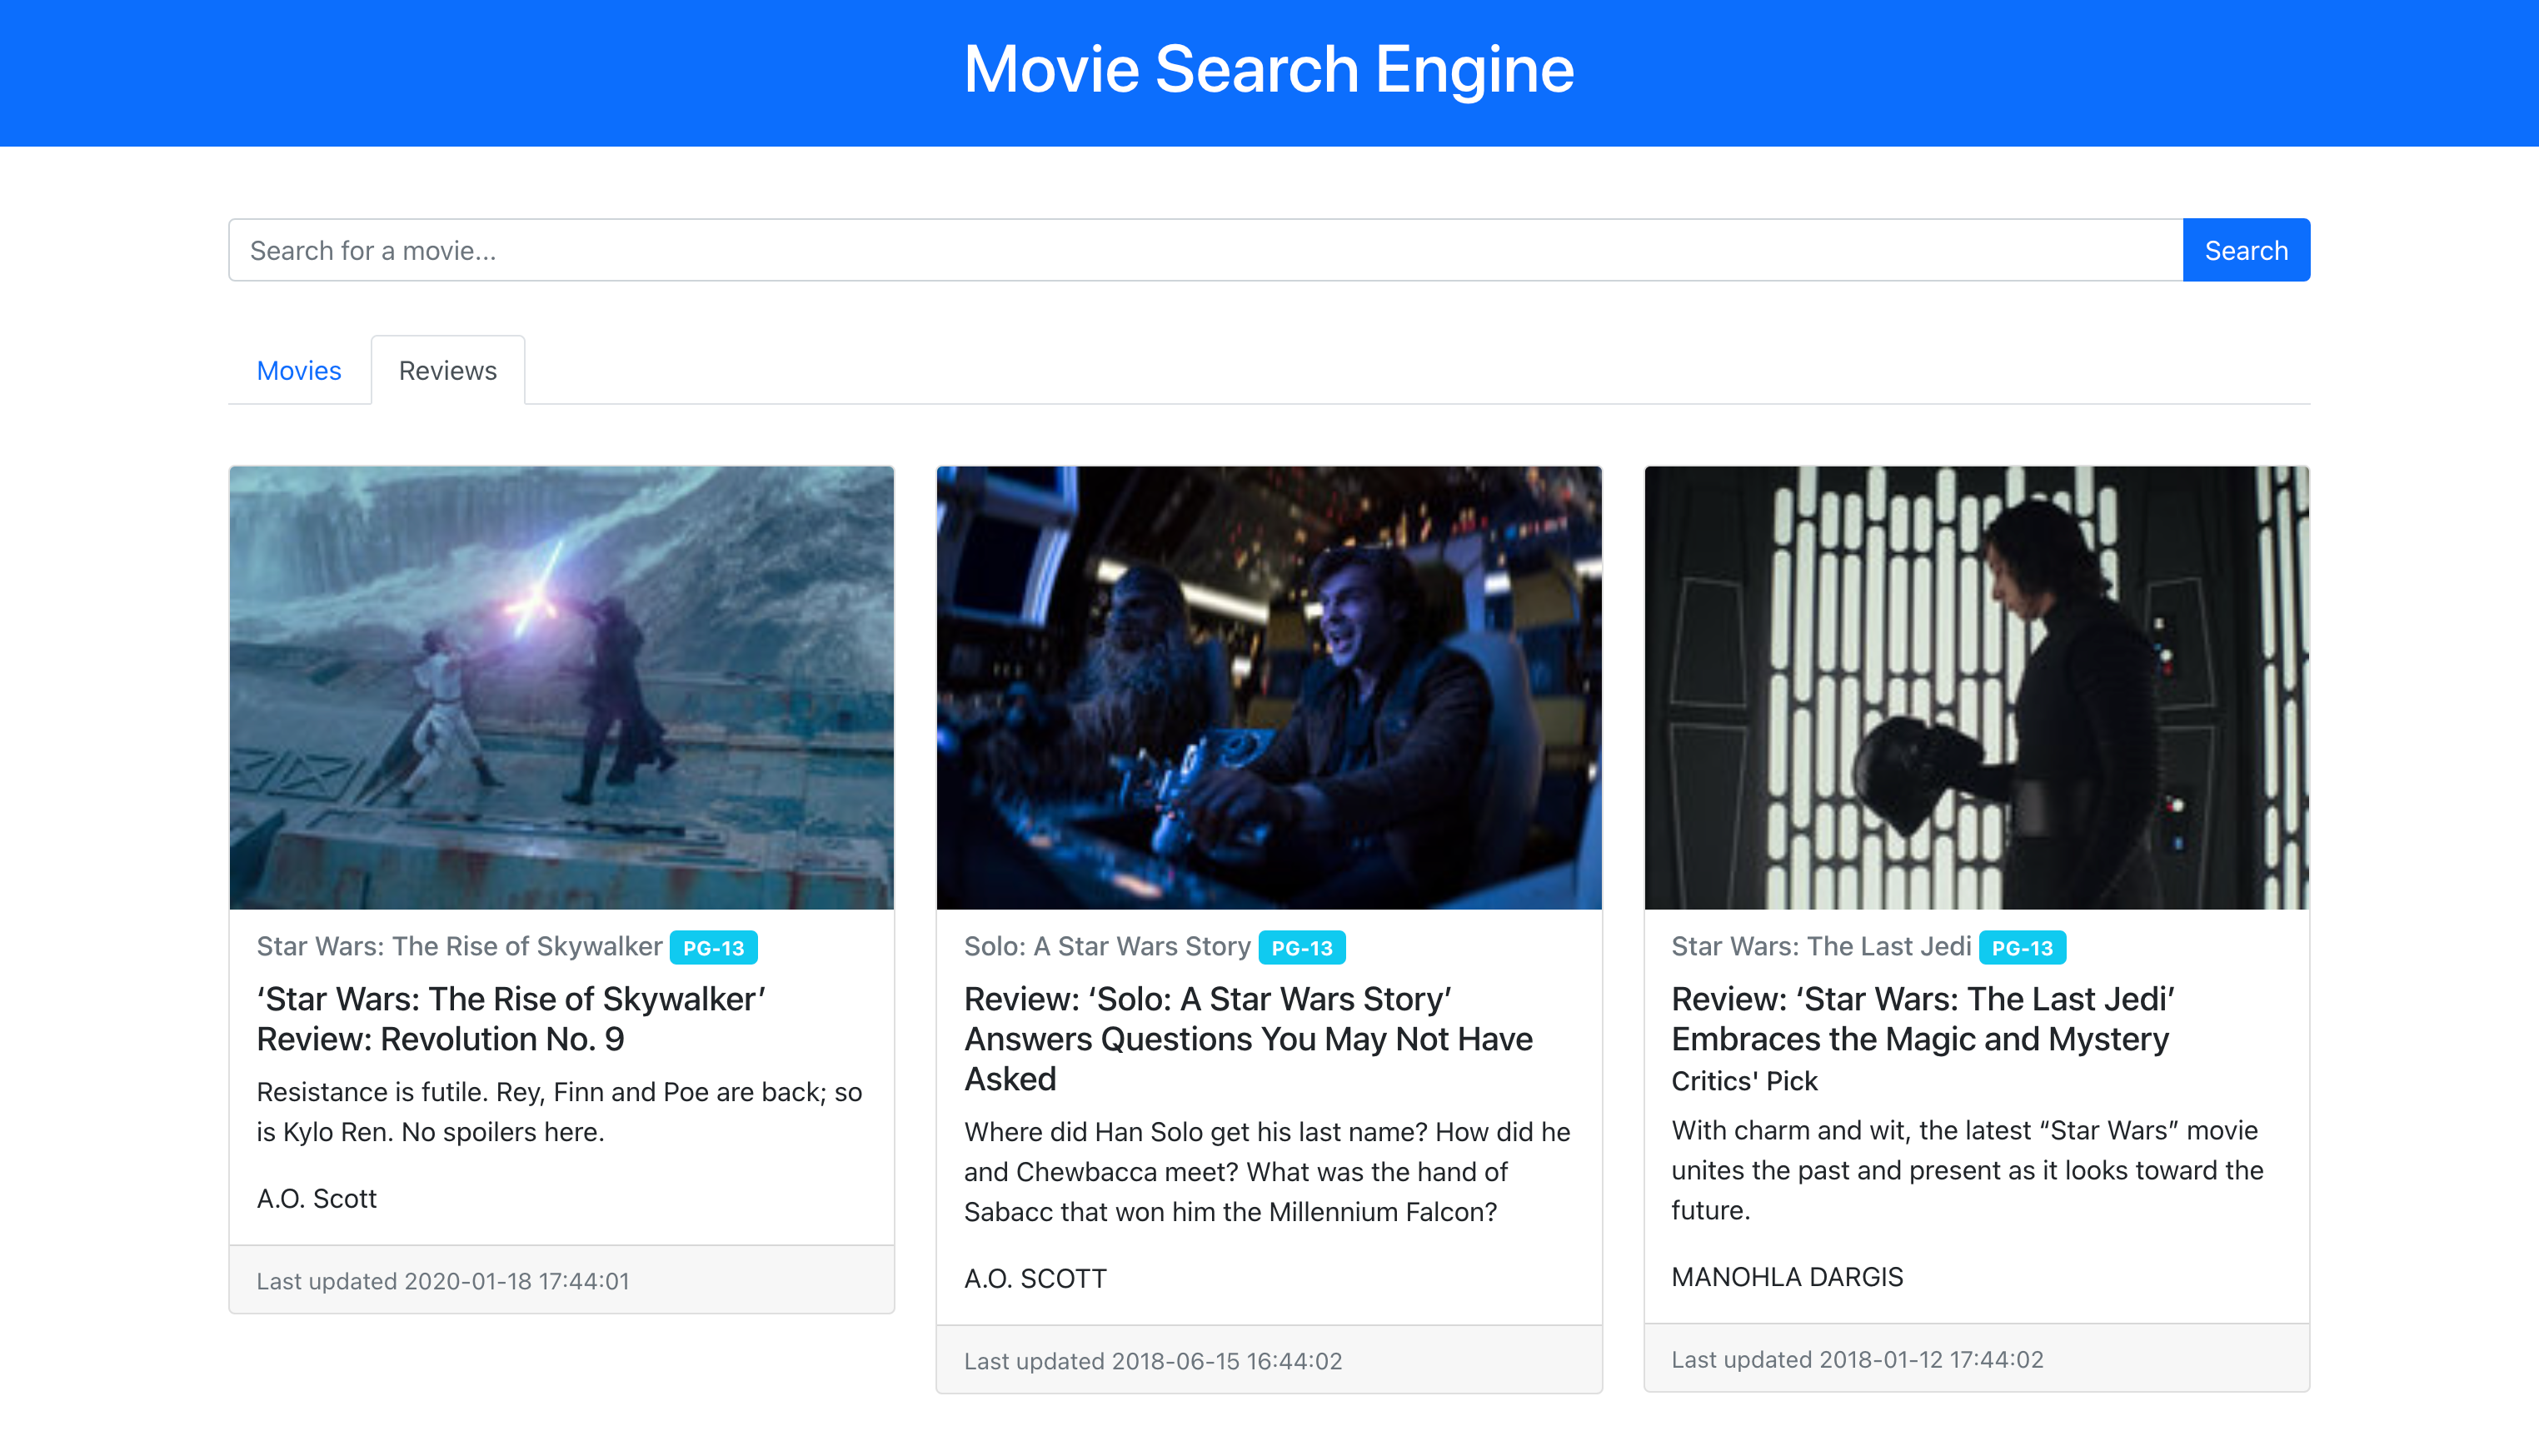 Movie Search Engine
Search for a movie...
Search
Movies
Reviews
Star Wars: The Rise of Skywalker PG-13
‘Star Wars: The Rise of Skywalker’
Review: Revolution No. 9
Resistance is futile. Rey, Finn and Poe are back; so
is Kylo Ren. No spoilers here.
A.O. Scott
Last updated 2020-01-18 17:44:01
Solo: A Star Wars Story PG-13
Review: ‘Solo: A Star Wars Story’
Answers Questions You May Not Have
Asked
Where did Han Solo get his last name? How did he
and Chewbacca meet? What was the hand of
Sabacc that won him the Millennium Falcon?
A.O. SCOTT
Last updated 2018-06-15 16:44:02
Star Wars: The Last Jedi PG-13
Review: ‘Star Wars: The Last Jedi’
Embraces the Magic and Mystery
Critics' Pick
With charm and wit, the latest “Star Wars” movie
unites the past and present as it looks toward the
future.
MANOHLA DARGIS
Last updated 2018-01-12 17:44:02